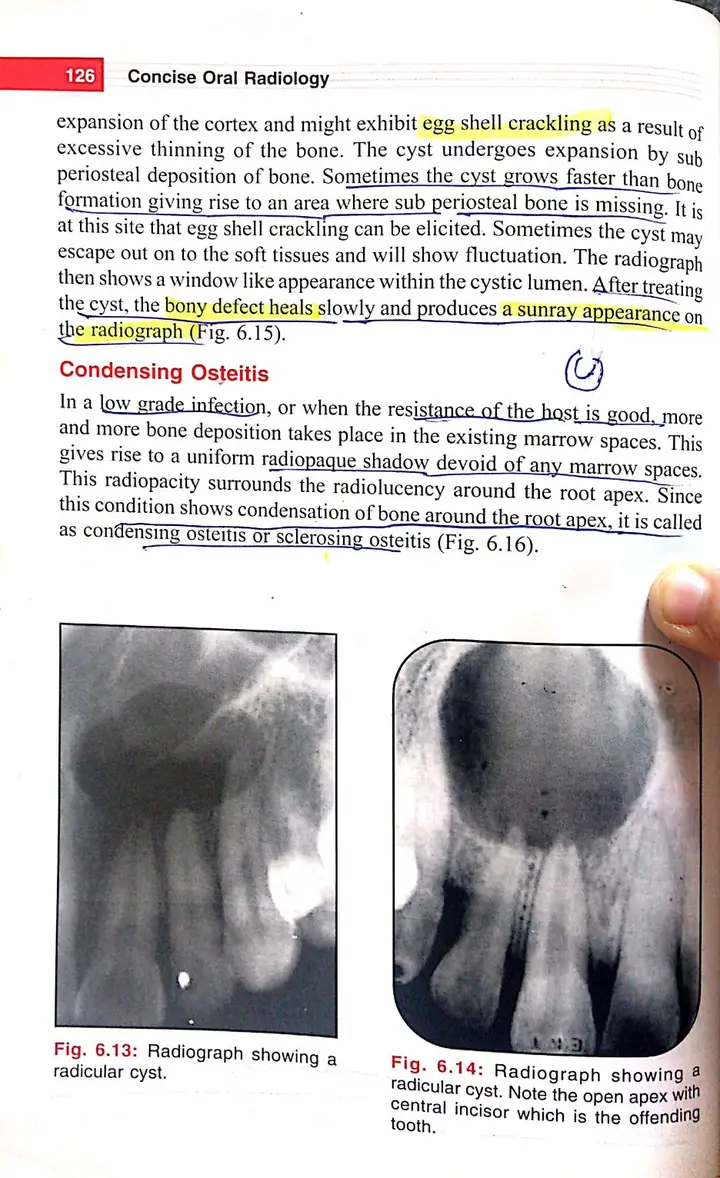 126 Concise Oral Radiology
expansion of the cortex and might exhibit egg shell crackling as a result of
excessive thinning of the bone. The cyst undergoes expansion by sub
periosteal deposition of bone. Sometimes the cyst grows faster than bone
formation giving rise to an area where sub periosteal bone is missing. It is
at this site that egg shell crackling can be elicited. Sometimes the cyst may
escape out on to the soft tissues and will show fluctuation. The radiograph
then shows a window like appearance within the cystic lumen. After treating
the cyst, the bony defect heals slowly and produces a sunray appearance on
the radiograph (Fig. 6.15).
Condensing Osteitis
In a low grade infection, or when the resistance of the host is good, more
and more bone deposition takes place in the existing marrow spaces. This
gives rise to a uniform radiopaque shadow devoid of any marrow spaces.
This radiopacity surrounds the radiolucency around the root apex. Since
this condition shows condensation of bone around the root apex, it is called
as condensing osteitis or sclerosing osteitis (Fig. 6.16).
Fig. 6.13: Radiograph showing a
radicular cyst.
Fig. 6.14: Radiograph showing a
radicular cyst. Note the open apex with
central incisor which is the offending
tooth.